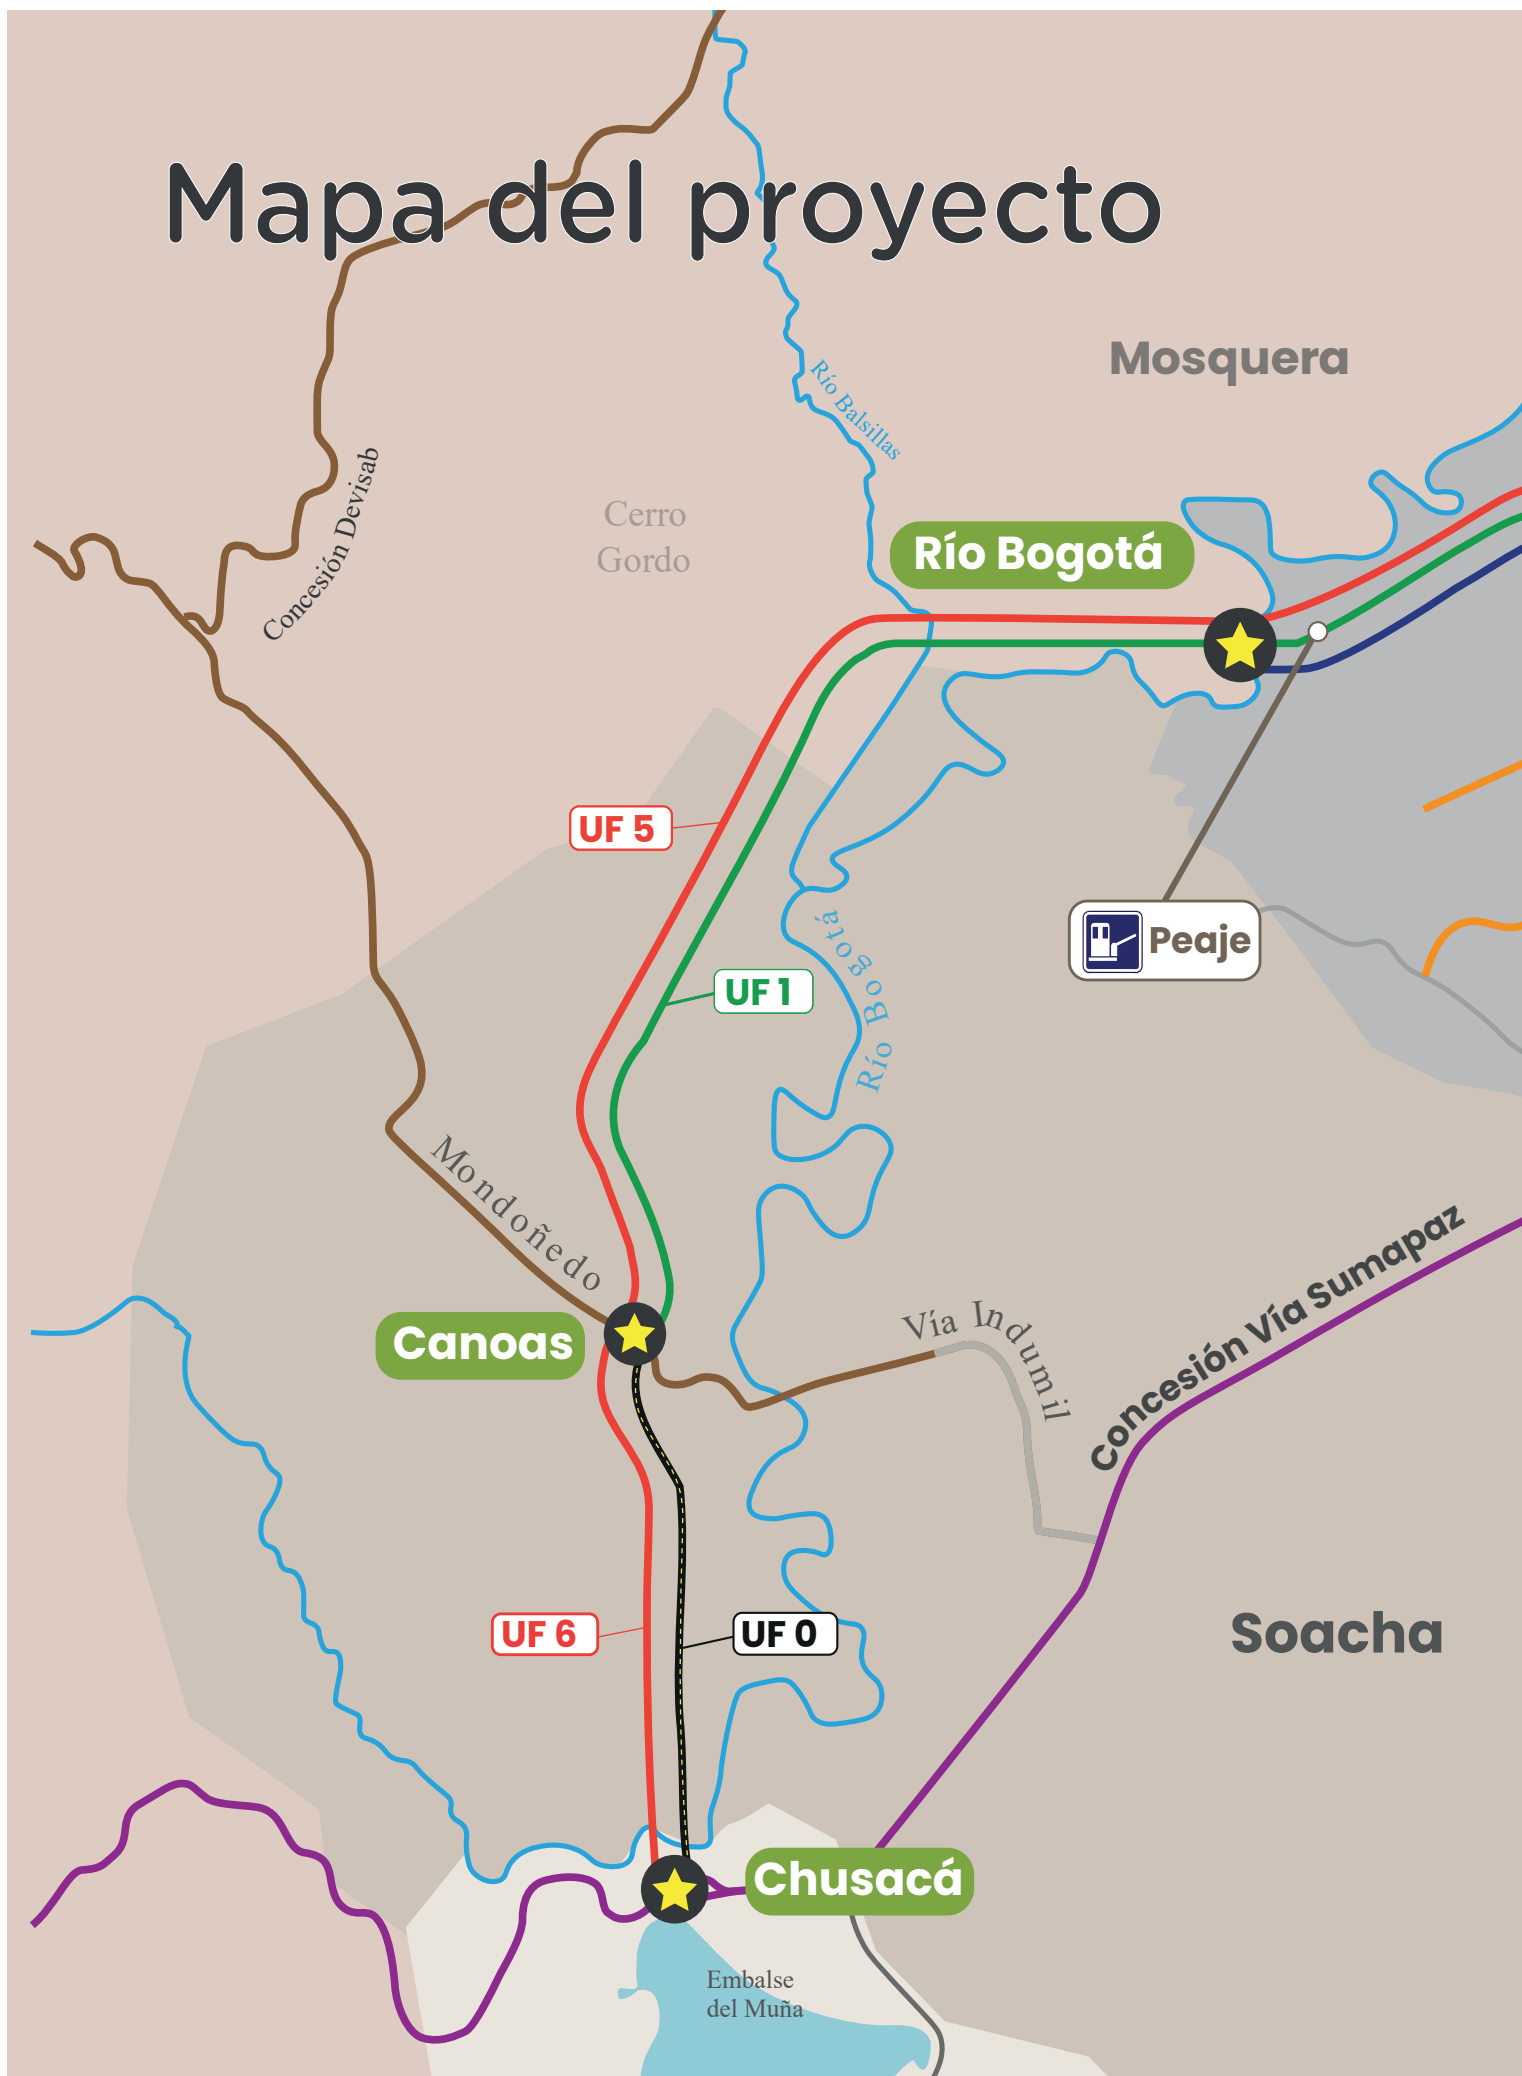 Mapa del proyecto
Mosquera
Río Balsillas
Concesión Devisab
Cerro
Gordo
Río Bogotá
UF 5
Peaje
UF 1
Río Bogotá
Mondoñedo
Canoas
Vía Indumil
Concesión Vía Sumapaz
UF 6
UF 0
Soacha
Chusacá
Embalse
del Muña